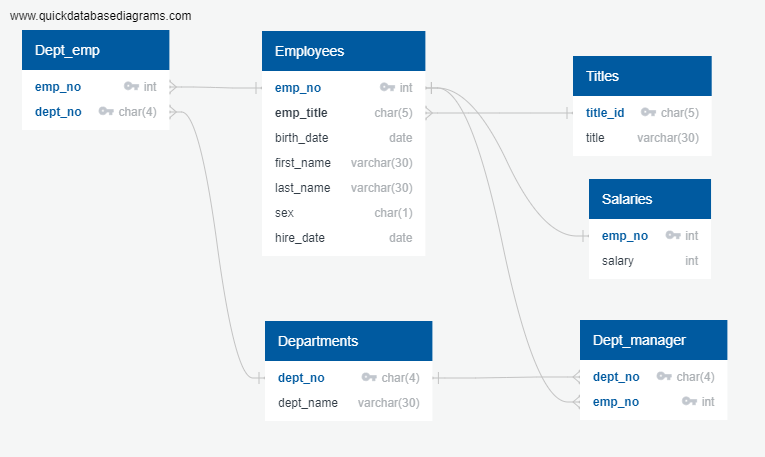 www.quickdatabasediagrams.com
Dept_emp
emp_no int
dept_no char(4)
Employees
emp_no int
emp_title char(5)
birth_date date
first_name varchar(30)
last_name varchar(30)
sex char(1)
hire_date date
Titles
title_id char(5)
title varchar(30)
Salaries
emp_no int
salary int
Departments
dept_no char(4)
dept_name varchar(30)
Dept_manager
dept_no char(4)
emp_no int